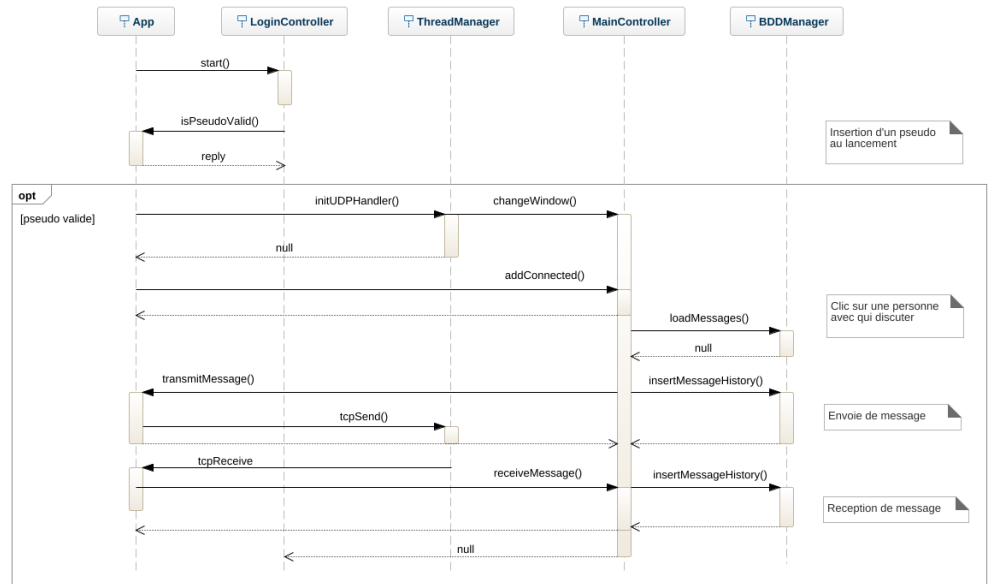 App
LoginController
ThreadManager
MainController
BDDManager
start()
isPseudoValid()
Insertion d'un pseudo
au lancement
reply
opt
[pseudo valide]
initUDPHandler()
changeWindow()
null
addConnected()
Clic sur une personne
avec qui discuter
loadMessages()
null
transmitMessage()
insertMessageHistory()
tcpSend()
Envoie de message
tcpReceive
receiveMessage()
insertMessageHistory()
Reception de message
null